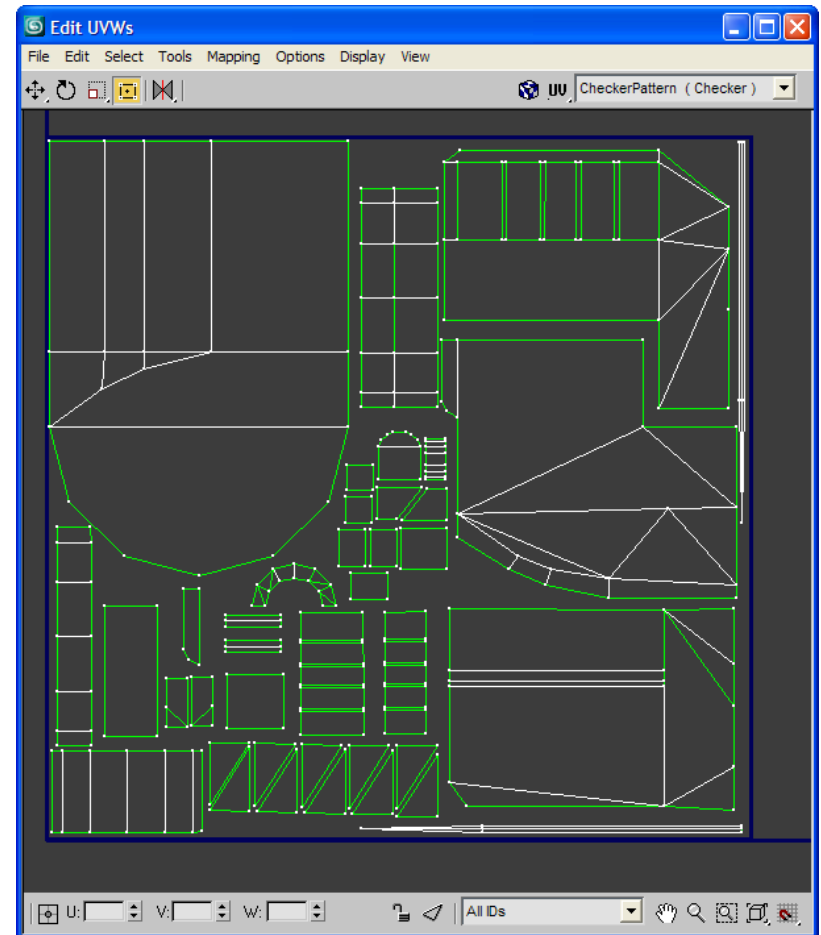 Edit UVWs
File Edit Select Tools Mapping Options Display View
UV CheckerPattern ( Checker )
U: V: W: All IDs